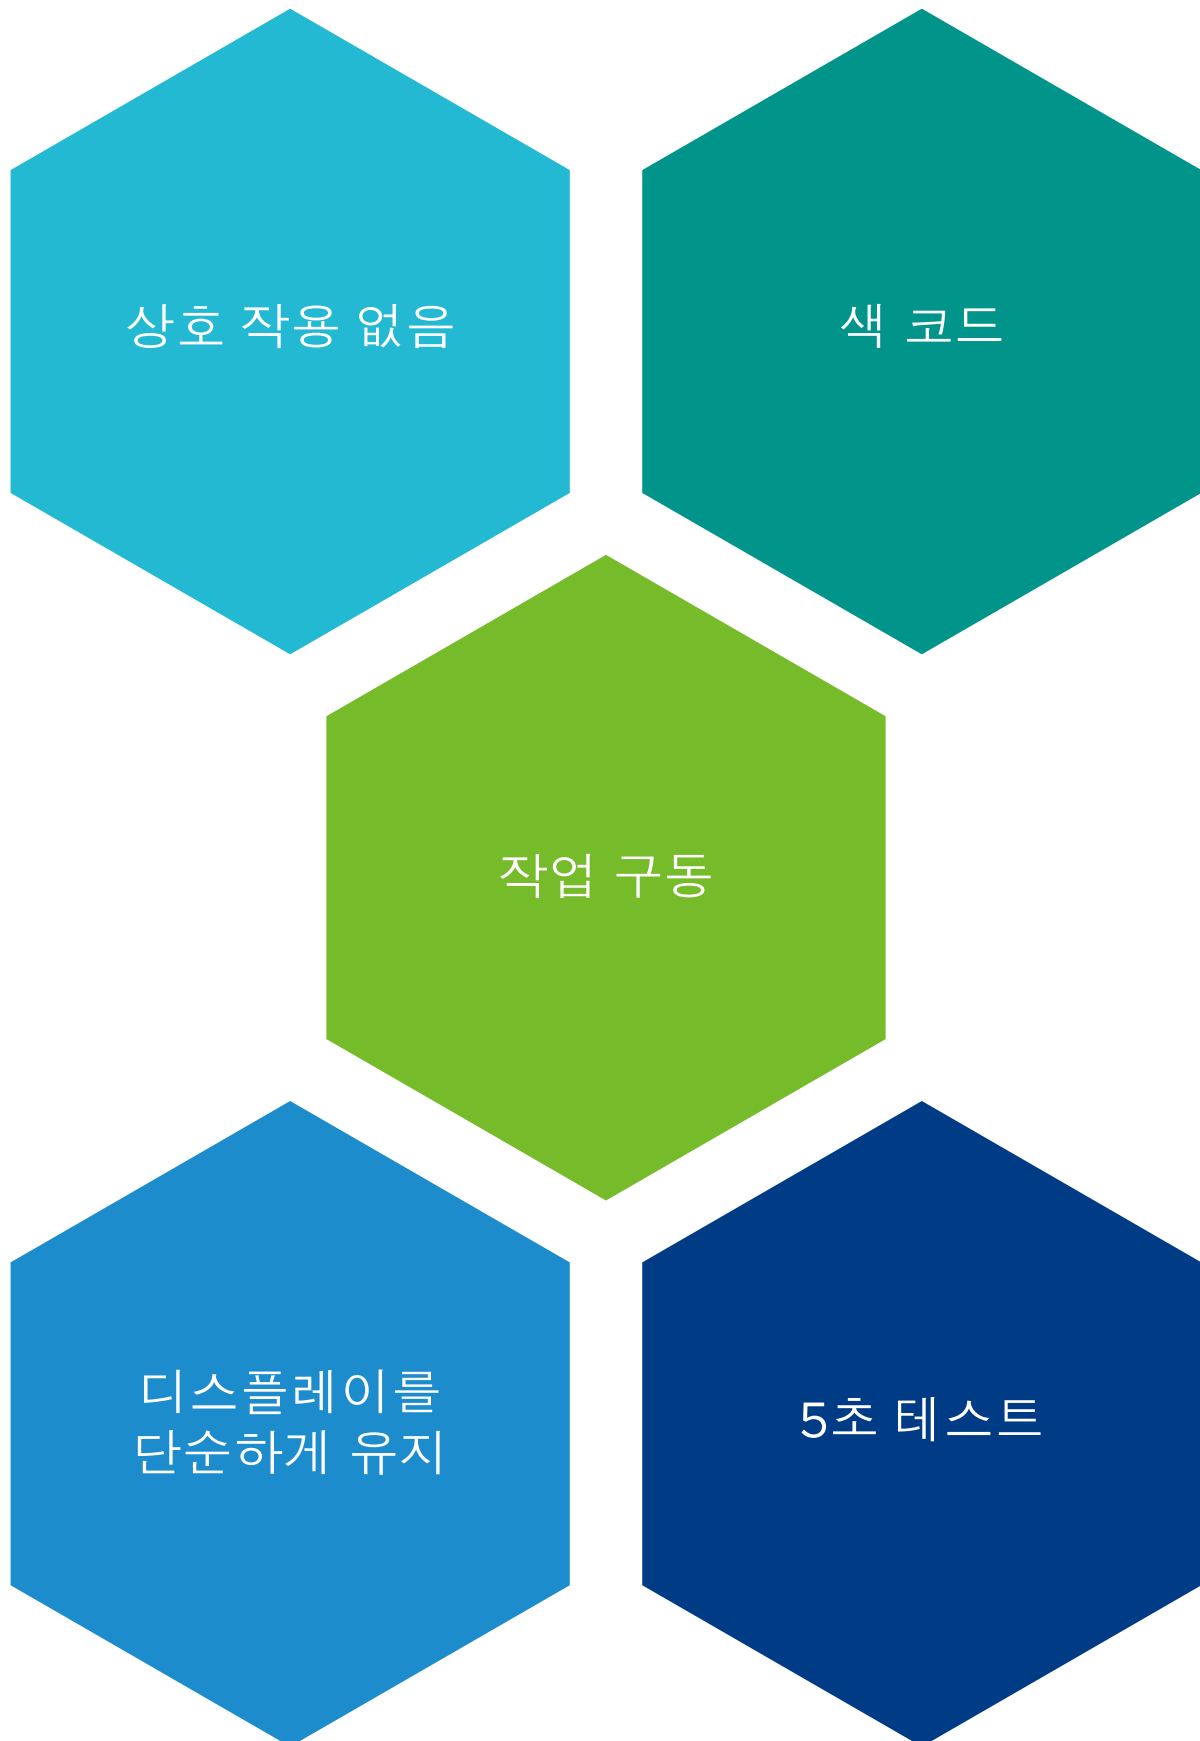 상호 작용 없음
색 코드
작업 구동
디스플레이를
단순하게 유지
5초 테스트